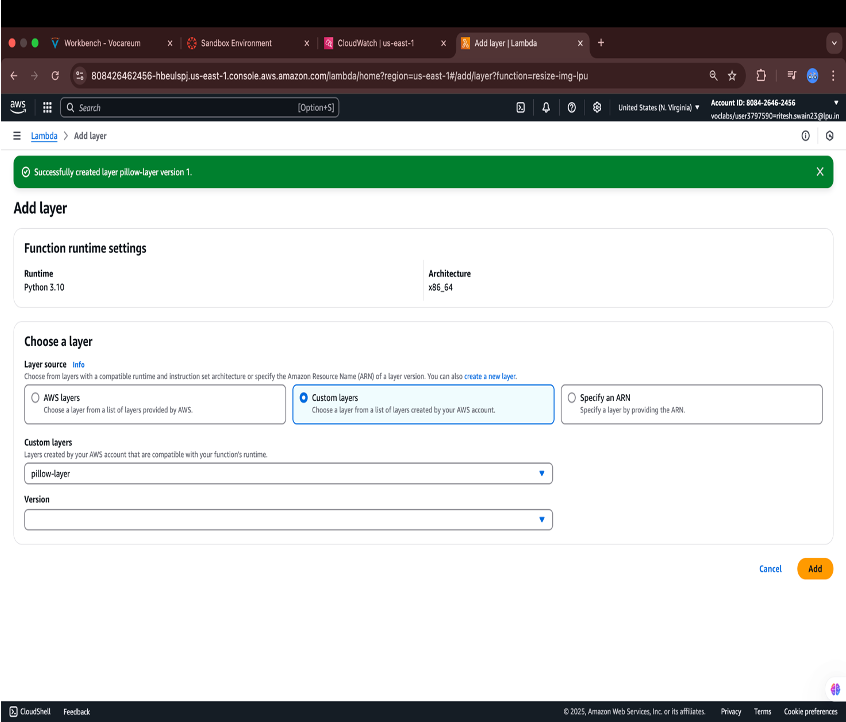 Workbench - Vocareum
Sandbox Environment
CloudWatch | us-east-1
Add layer | Lambda
808426462456-hbeulspj.us-east-1.console.aws.amazon.com/lambda/home?region=us-east-1#/add/layer?function=resize-img-lpu
aws
Search
[Option+S]
United States (N. Virginia)
Account ID: 8084-2646-2456
voclabs/user3797590=ritesh.swain23@lpu.in
Lambda > Add layer
Successfully created layer pillow-layer version 1.
Add layer
Function runtime settings
Runtime
Architecture
Python 3.10
x86_64
Choose a layer
Layer source Info
Choose from layers with a compatible runtime and instruction set architecture or specify the Amazon Resource Name (ARN) of a layer version. You can also create a new layer.
AWS layers
Choose a layer from a list of layers provided by AWS.
Custom layers
Choose a layer from a list of layers created by your AWS account.
Specify an ARN
Specify a layer by providing the ARN.
Custom layers
Layers created by your AWS account that are compatible with your function's runtime.
pillow-layer
Version
Cancel
Add
CloudShell
Feedback
© 2025, Amazon Web Services, Inc. or its affiliates.
Privacy
Terms
Cookie preferences